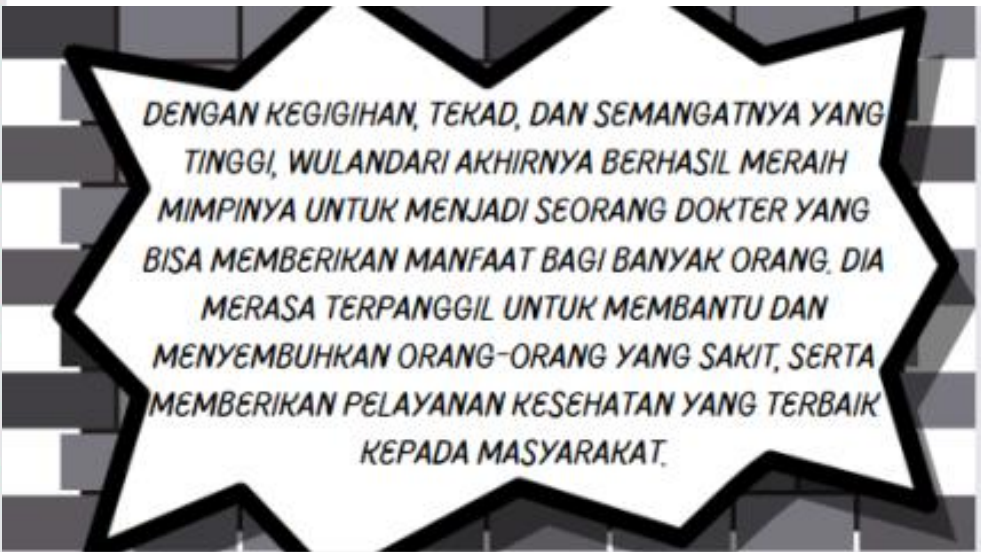 DENGAN KEGIGIHAN, TEKAD, DAN SEMANGATNYA YANG
TINGGI, WULANDARI AKHIRNYA BERHASIL MERAIH
MIMPINYA UNTUK MENJADI SEORANG DOKTER YANG
BISA MEMBERIKAN MANFAAT BAGI BANYAK ORANG. DIA
MERASA TERPANGGIL UNTUK MEMBANTU DAN
MENYEMBUHKAN ORANG-ORANG YANG SAKIT, SERTA
MEMBERIKAN PELAYANAN KESEHATAN YANG TERBAIK
KEPADA MASYARAKAT.